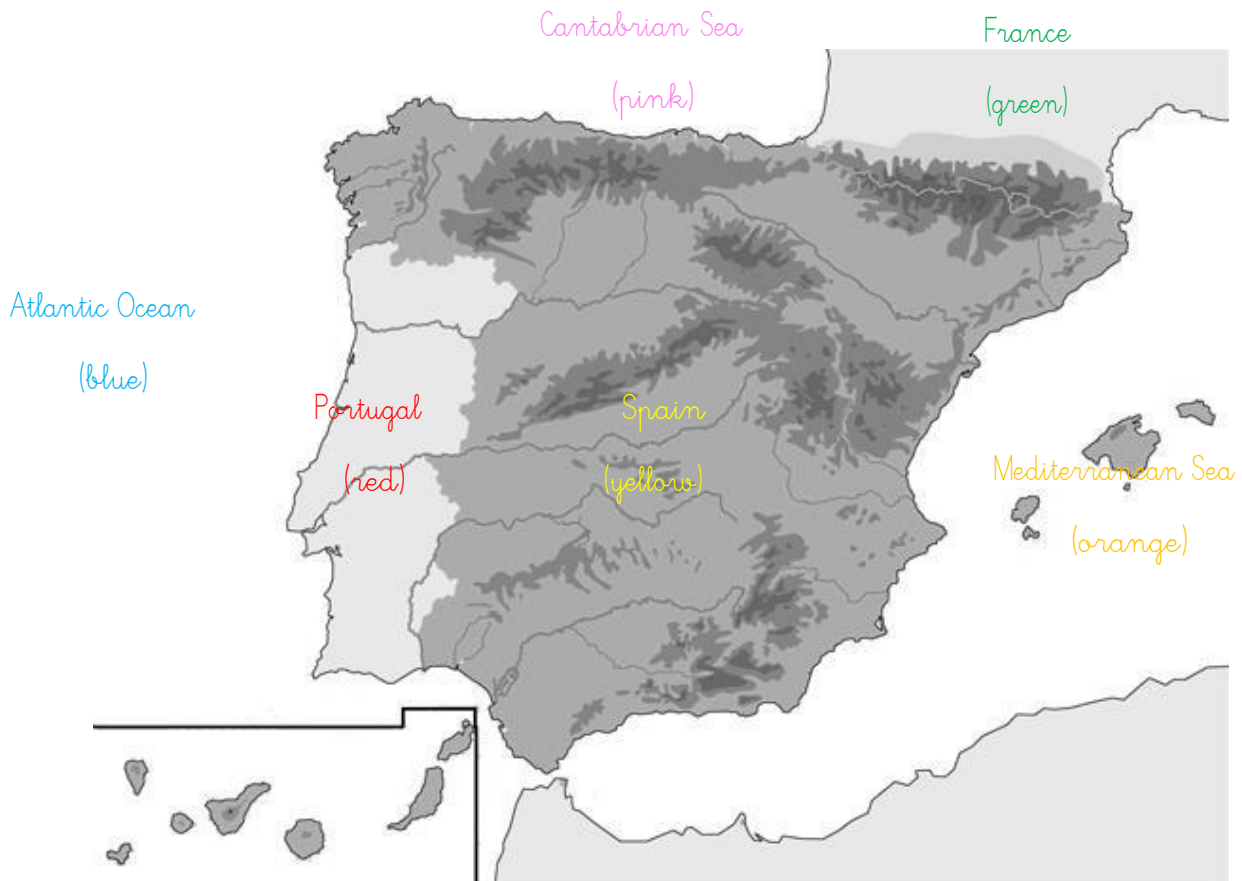 Cantabrian Sea
(pink)
France
(green)
Atlantic Ocean
(blue)
Portugal
(red)
Spain
(yellow)
Mediterranean Sea
(orange)